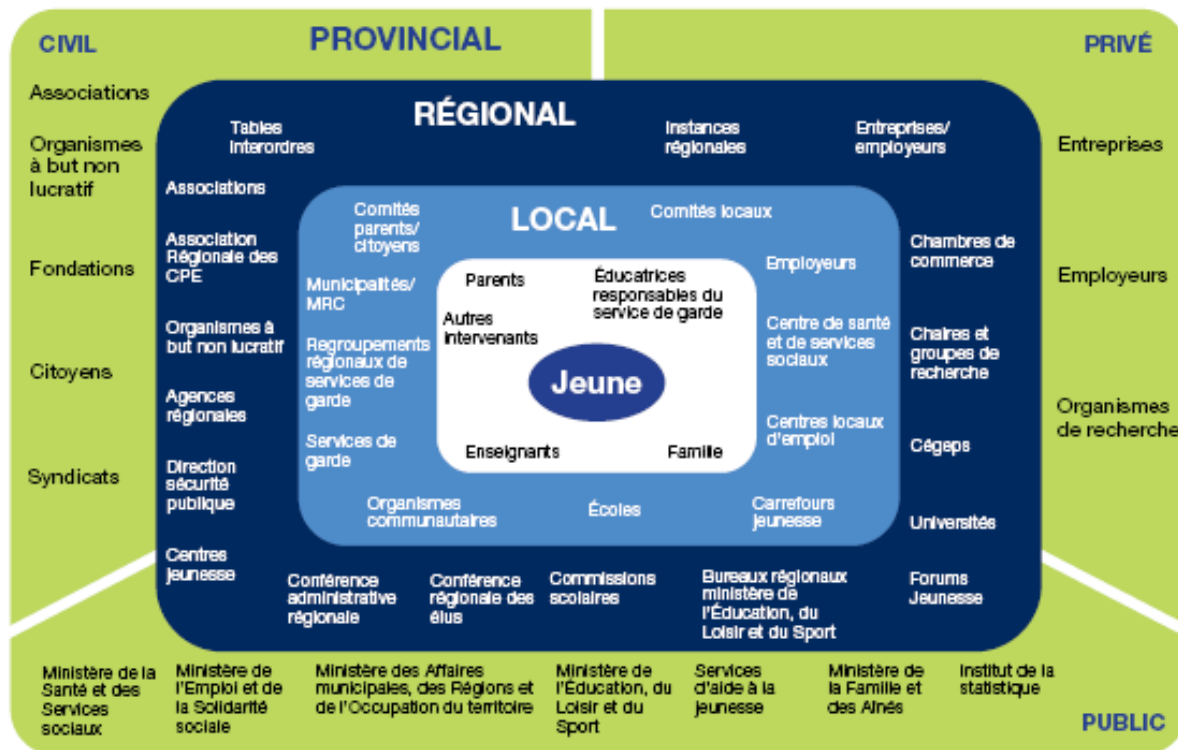 CIVIL
PROVINCIAL
PRIVÉ
Associations
Organismes
à but non
lucratif
Fondations
Citoyens
Syndicats
Entreprises
Employeurs
Organismes
de recherche
RÉGIONAL
Tables
Interordres
Instances
régionales
Entreprises/
employeurs
Associations
Association
Régionale des
CPE
Organismes à
but non lucratif
Agences
régionales
Direction
sécurité
publique
Centres
jeunesse
Chambres de
commerce
Chaires et
groupes de
recherche
Cégeps
Universités
Forums
Jeunesse
Conférence
administrative
régionale
Conférence
régionale des
élus
Commissions
scolaires
Bureaux régionaux
ministère de
l'Éducation, du
Loisir et du Sport
LOCAL
Comités
parents/
citoyens
Comités locaux
Municipalités/
MRC
Regroupements
régionaux de
services de
garde
Services de
garde
Employeurs
Centre de santé
et de services
sociaux
Centres locaux
d'emploi
Organismes
communautaires
Écoles
Carrefours
jeunesse
Parents
Éducatrices
responsables du
service de garde
Autres
intervenants
Jeune
Enseignants
Famille
Ministère de la
Santé et des
Services
sociaux
Ministère de
l'Emploi et de
la Solidarité
sociale
Ministère des Affaires
municipales, des Régions et
de l'Occupation du territoire
Ministère de
l'Éducation, du
Loisir et du
Sport
Services
d'aide à la
jeunesse
Ministère de
la Famille et
des Aînés
Institut de la
statistique
PUBLIC